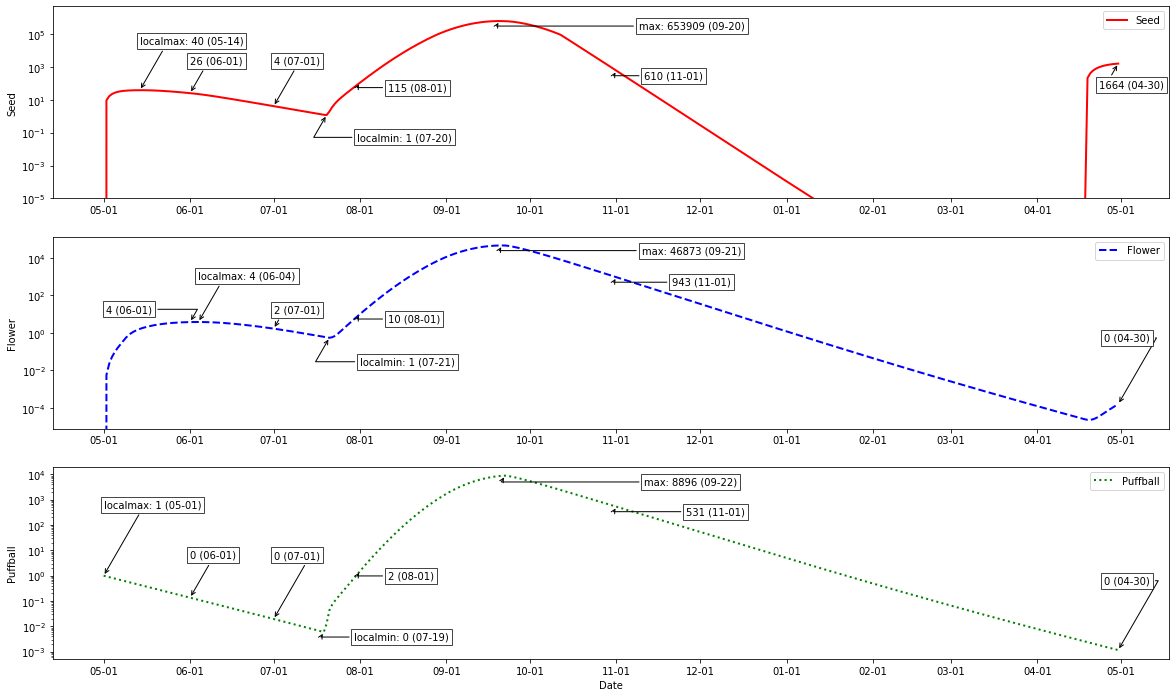 localmax: 40 (05-14)
26 (06-01)
4 (07-01)
max: 653909 (09-20)
Seed
115 (08-01)
610 (11-01)
1664 (04-30)
localmin: 1 (07-20)
Seed
10^5
10^3
10^1
10^-1
10^-3
10^-5
05-01 06-01 07-01 08-01 09-01 10-01 11-01 12-01 01-01 02-01 03-01 04-01 05-01
max: 46873 (09-21)
Flower
localmax: 4 (06-04)
943 (11-01)
4 (06-01)
2 (07-01)
10 (08-01)
0 (04-30)
localmin: 1 (07-21)
Flower
10^4
10^2
10^0
10^-2
10^-4
05-01 06-01 07-01 08-01 09-01 10-01 11-01 12-01 01-01 02-01 03-01 04-01 05-01
max: 8896 (09-22)
Puffball
localmax: 1 (05-01)
531 (11-01)
0 (06-01)
0 (07-01)
2 (08-01)
0 (04-30)
localmin: 0 (07-19)
Puffball
10^4
10^3
10^2
10^1
10^0
10^-1
10^-2
10^-3
05-01 06-01 07-01 08-01 09-01 10-01 11-01 12-01 01-01 02-01 03-01 04-01 05-01
Date